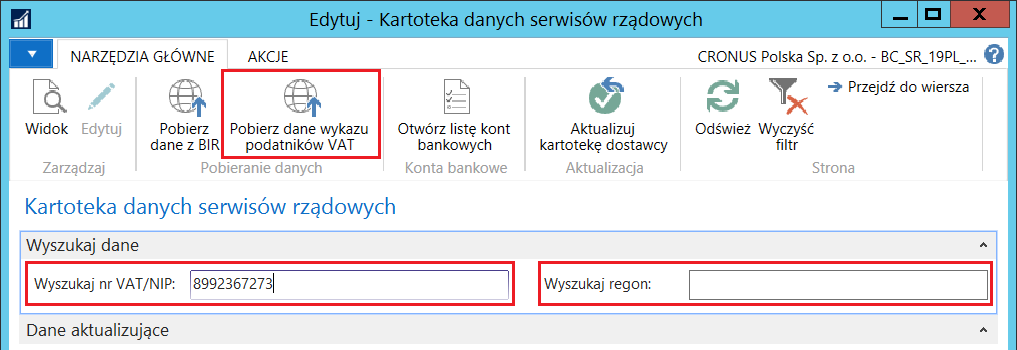 Edytuj - Kartoteka danych serwisów rządowych
NARZĘDZIA GŁÓWNE
AKCJE
CRONUS Polska Sp. z o.o. - BC_SR_19PL_...
?
Widok
Edytuj
Pobierz
dane z BIR
Pobierz dane wykazu
podatników VAT
Otwórz listę kont
bankowych
Aktualizuj
kartotekę dostawcy
Odśwież
Wyczyść
filtr
Przejdź do wiersza
Zarządzaj
Pobieranie danych
Konta bankowe
Aktualizacja
Strona
Kartoteka danych serwisów rządowych
Wyszukaj dane
Wyszukaj nr VAT/NIP: 8992367273
Wyszukaj regon:
Dane aktualizujące